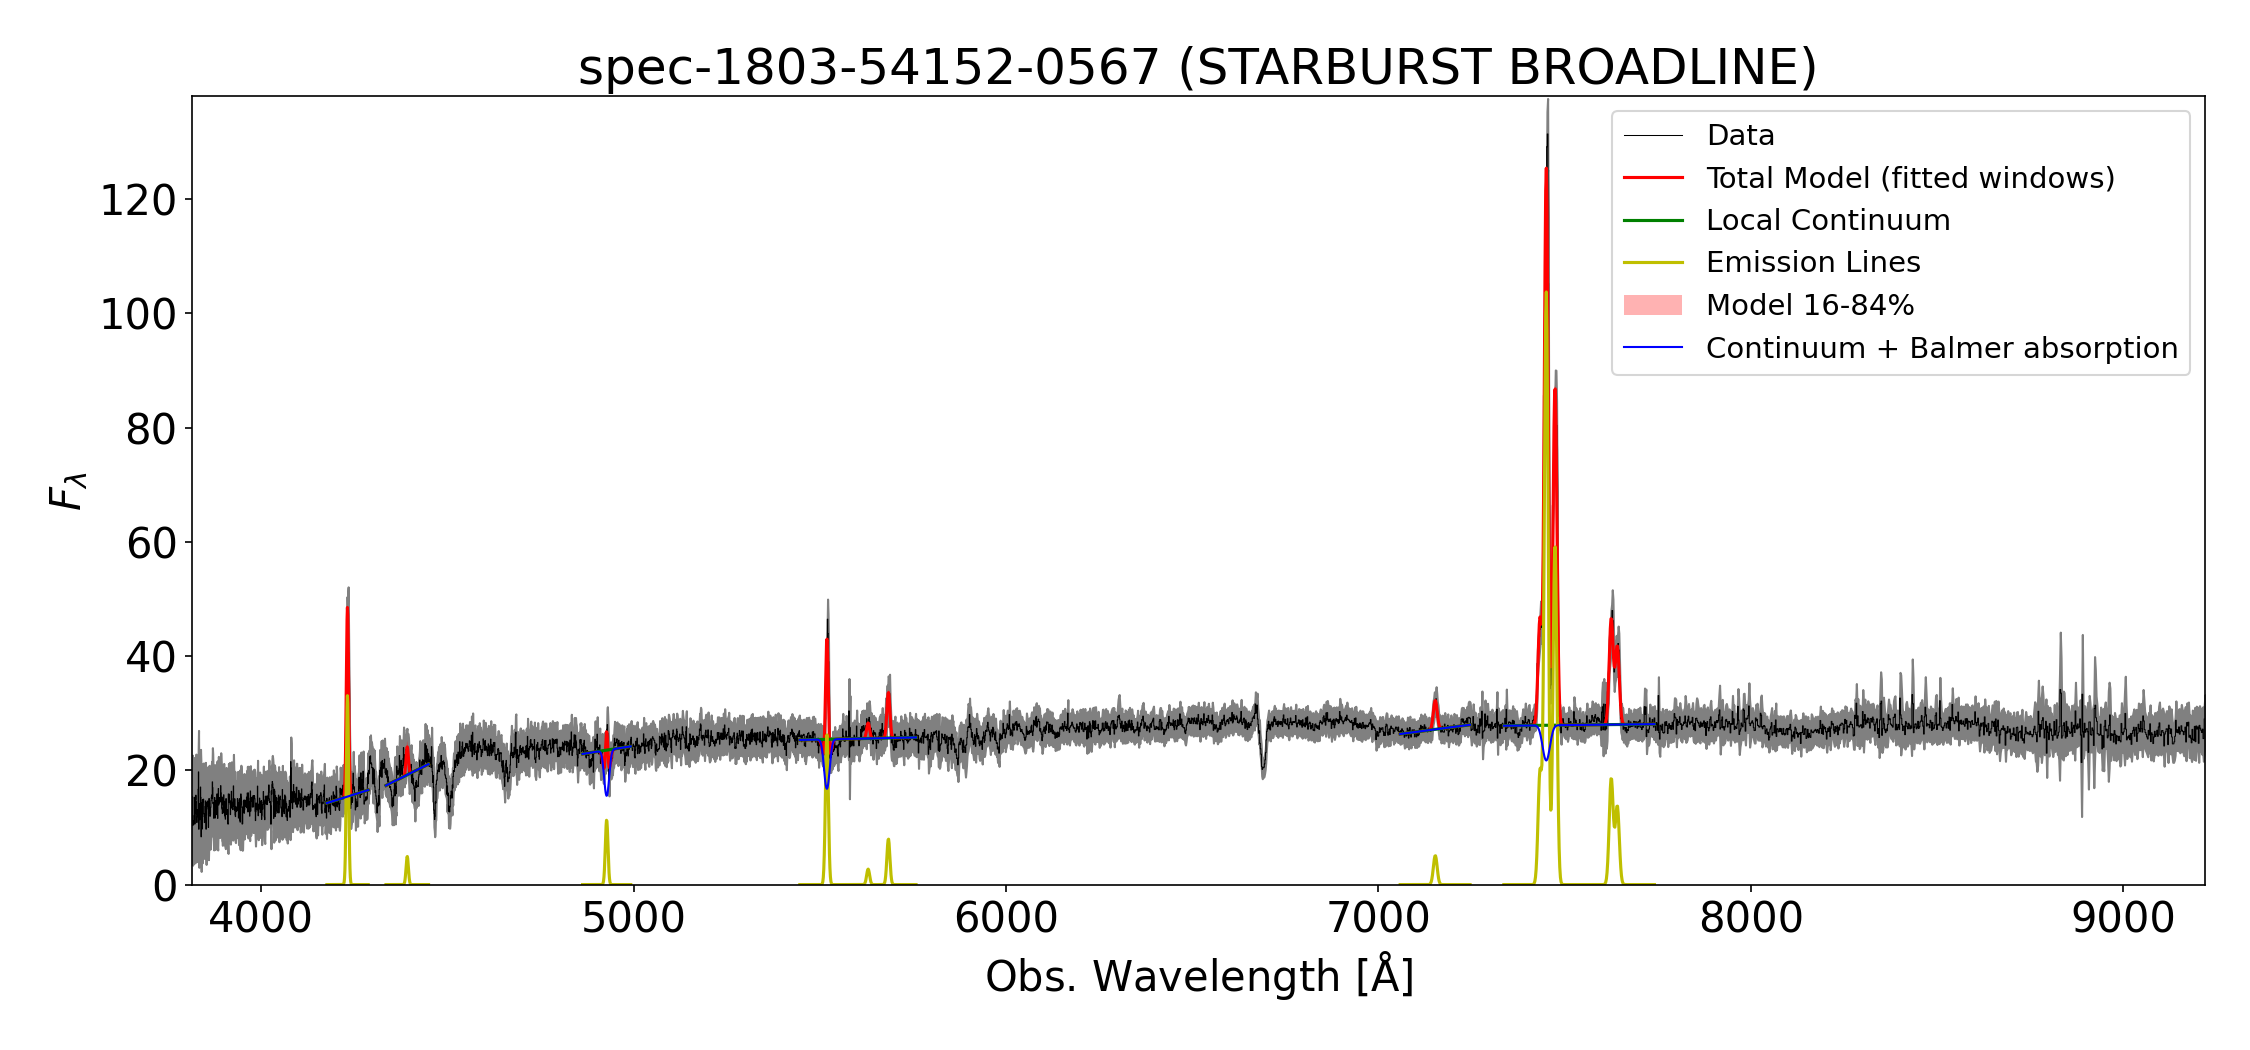 spec-1803-54152-0567 (STARBURST BROADLINE)
Data
Total Model (fitted windows)
Local Continuum
Emission Lines
Model 16-84%
Continuum + Balmer absorption
120
100
80
60
40
20
0
F_λ
4000 5000 6000 7000 8000 9000
Obs. Wavelength [Å]